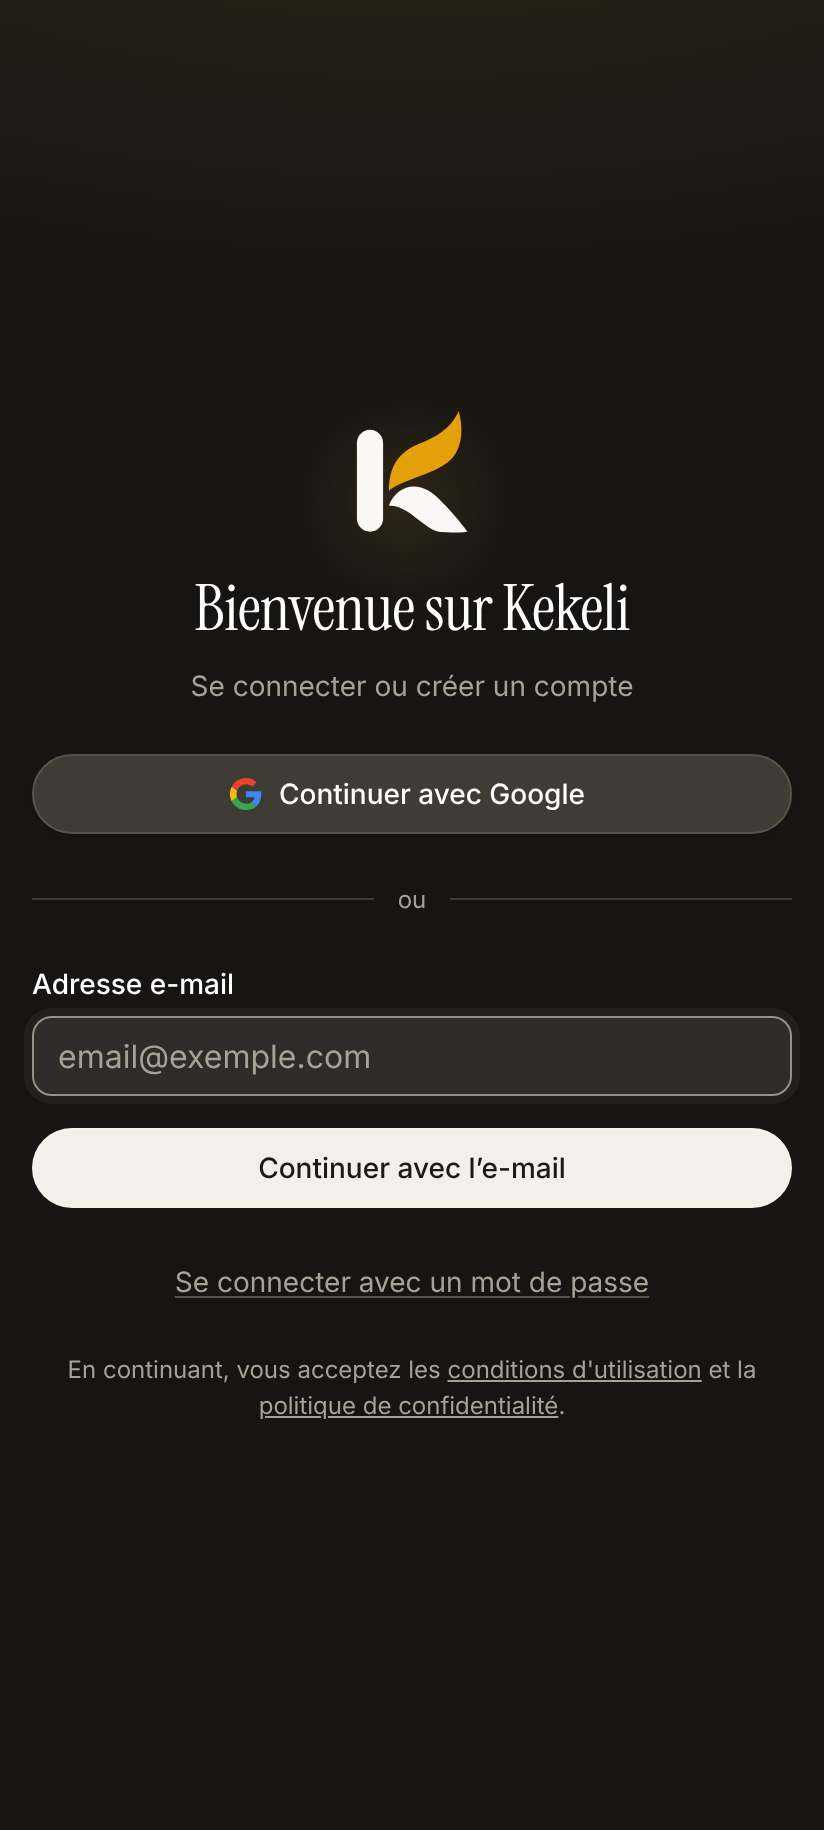 Bienvenue sur Kekeli
Se connecter ou créer un compte
Continuer avec Google
ou
Adresse e-mail
email@exemple.com
Continuer avec l’e-mail
Se connecter avec un mot de passe
En continuant, vous acceptez les conditions d'utilisation et la
politique de confidentialité.